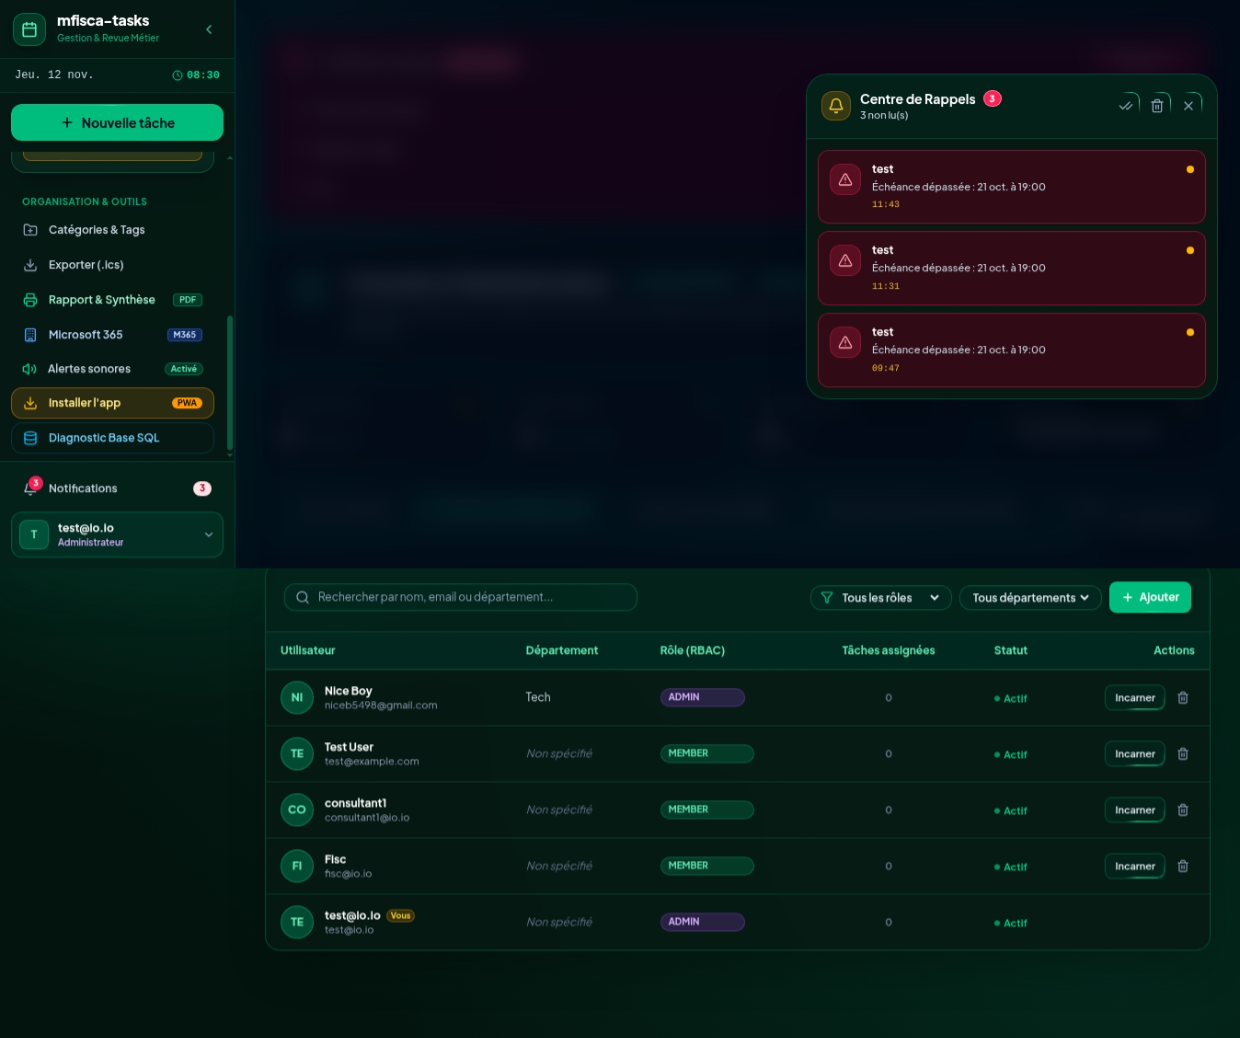 mfisca-tasks
Gestion & Revue Métier
Jeu. 12 nov.
08:30
+ Nouvelle tâche
ORGANISATION & OUTILS
Catégories & Tags
Exporter (.ics)
Rapport & Synthèse PDF
Microsoft 365 M365
Alertes sonores Activé
Installer l'app PWA
Diagnostic Base SQL
3
Notifications 3
T
test@io.io
Administrateur
Centre de Rappels 3
3 non lu(s)
test
Échéance dépassée : 21 oct. à 19:00
11:43
test
Échéance dépassée : 21 oct. à 19:00
11:31
test
Échéance dépassée : 21 oct. à 19:00
09:47
Rechercher par nom, email ou département...
Tous les rôles
Tous départements
+ Ajouter
Utilisateur Département Rôle (RBAC) Tâches assignées Statut Actions
NI Nice Boy Tech ADMIN 0 Actif Incarner
niceb5498@gmail.com
TE Test User Non spécifié MEMBER 0 Actif Incarner
test@example.com
CO consultant1 Non spécifié MEMBER 0 Actif Incarner
consultant1@io.io
FI Fisc Non spécifié MEMBER 0 Actif Incarner
fisc@io.io
TE test@io.io Vous Non spécifié ADMIN 0 Actif
test@io.io